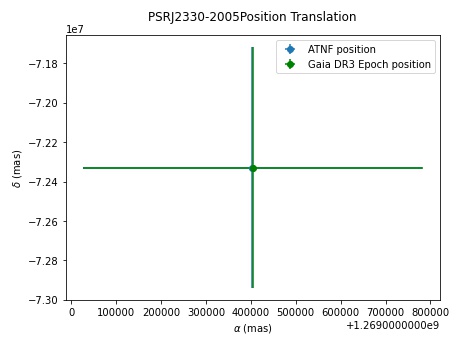 PSRJ2330-2005Position Translation
1e7
ATNF position
Gaia DR3 Epoch position
−7.18
−7.20
−7.22
−7.24
−7.26
−7.28
−7.30
δ (mas)
0 100000 200000 300000 400000 500000 600000 700000 800000
α (mas)
+1.2690000000e9